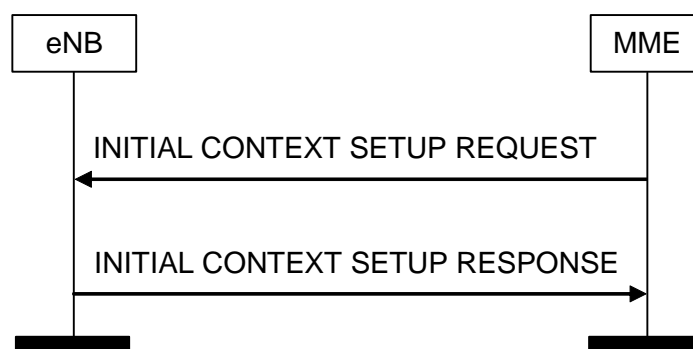 eNB
MME
INITIAL CONTEXT SETUP REQUEST
INITIAL CONTEXT SETUP RESPONSE